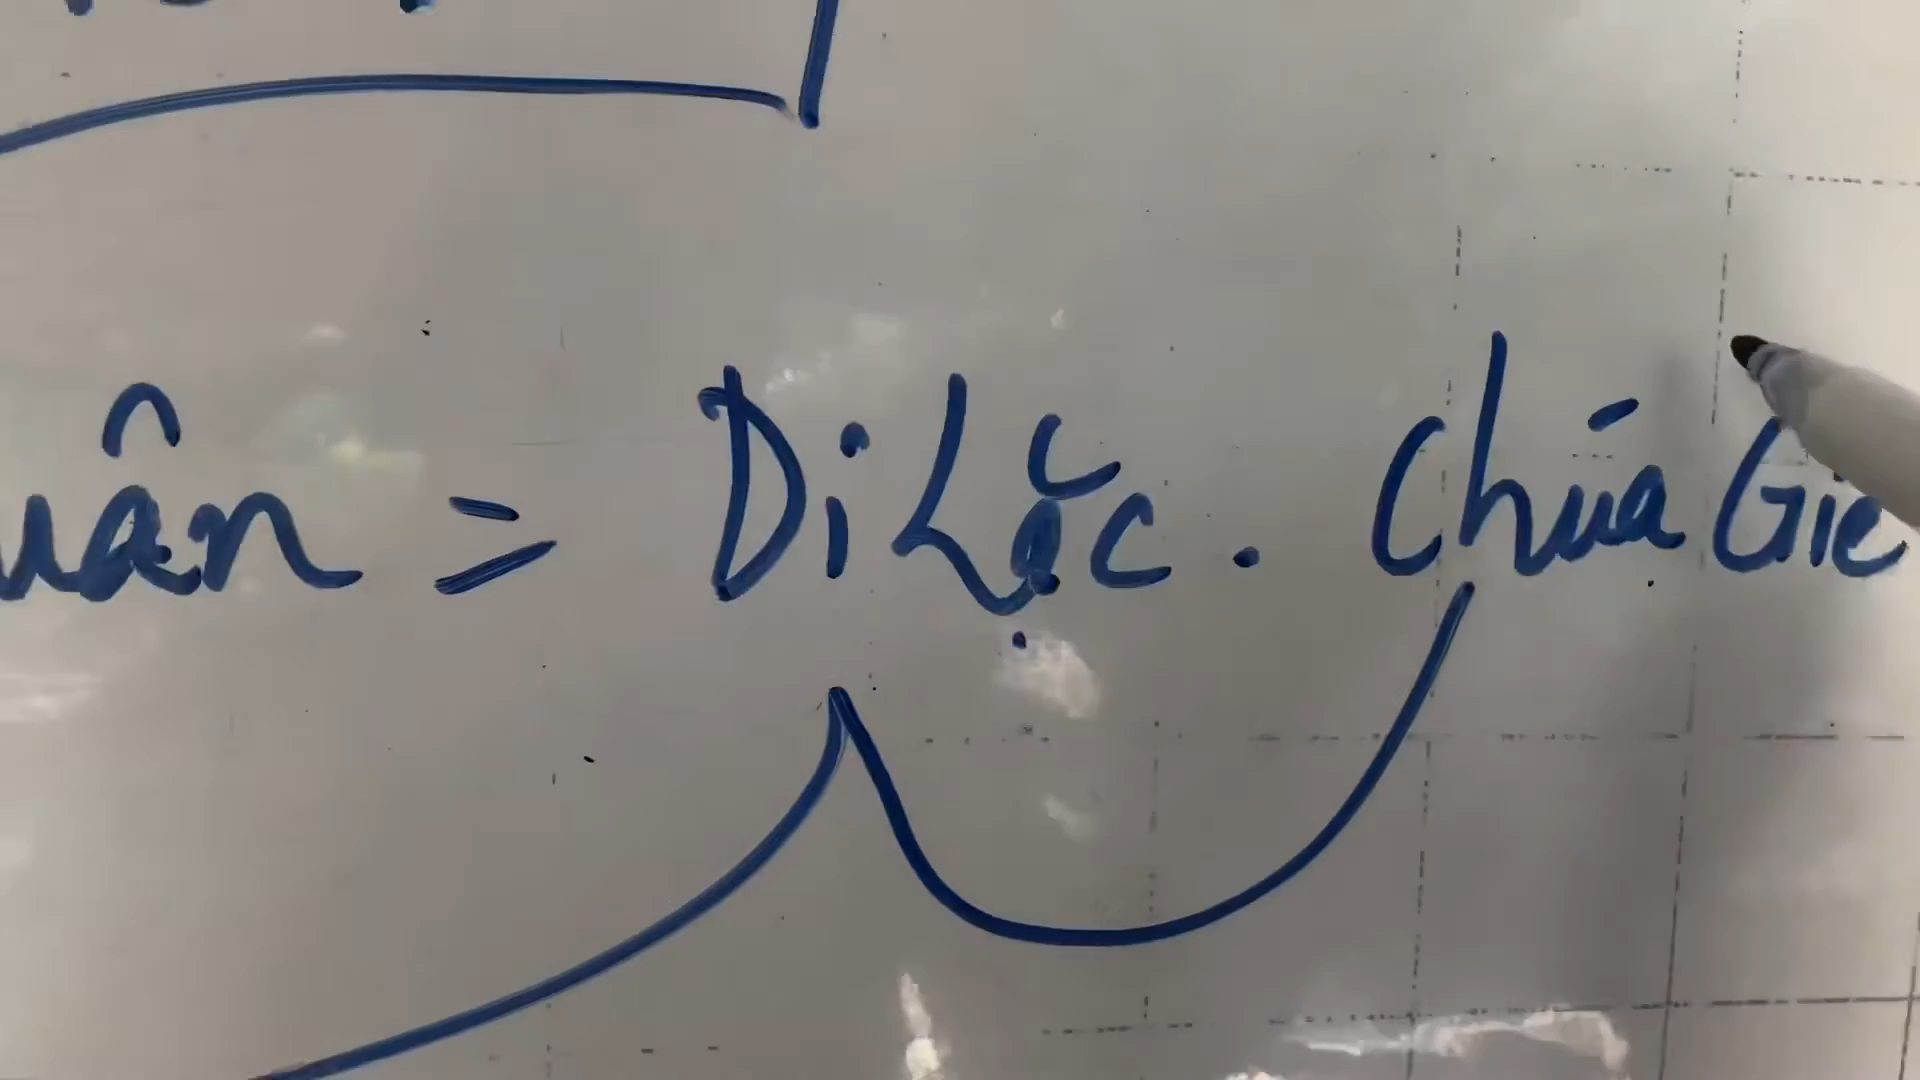 uân = Di Lặc . Chúa Gie